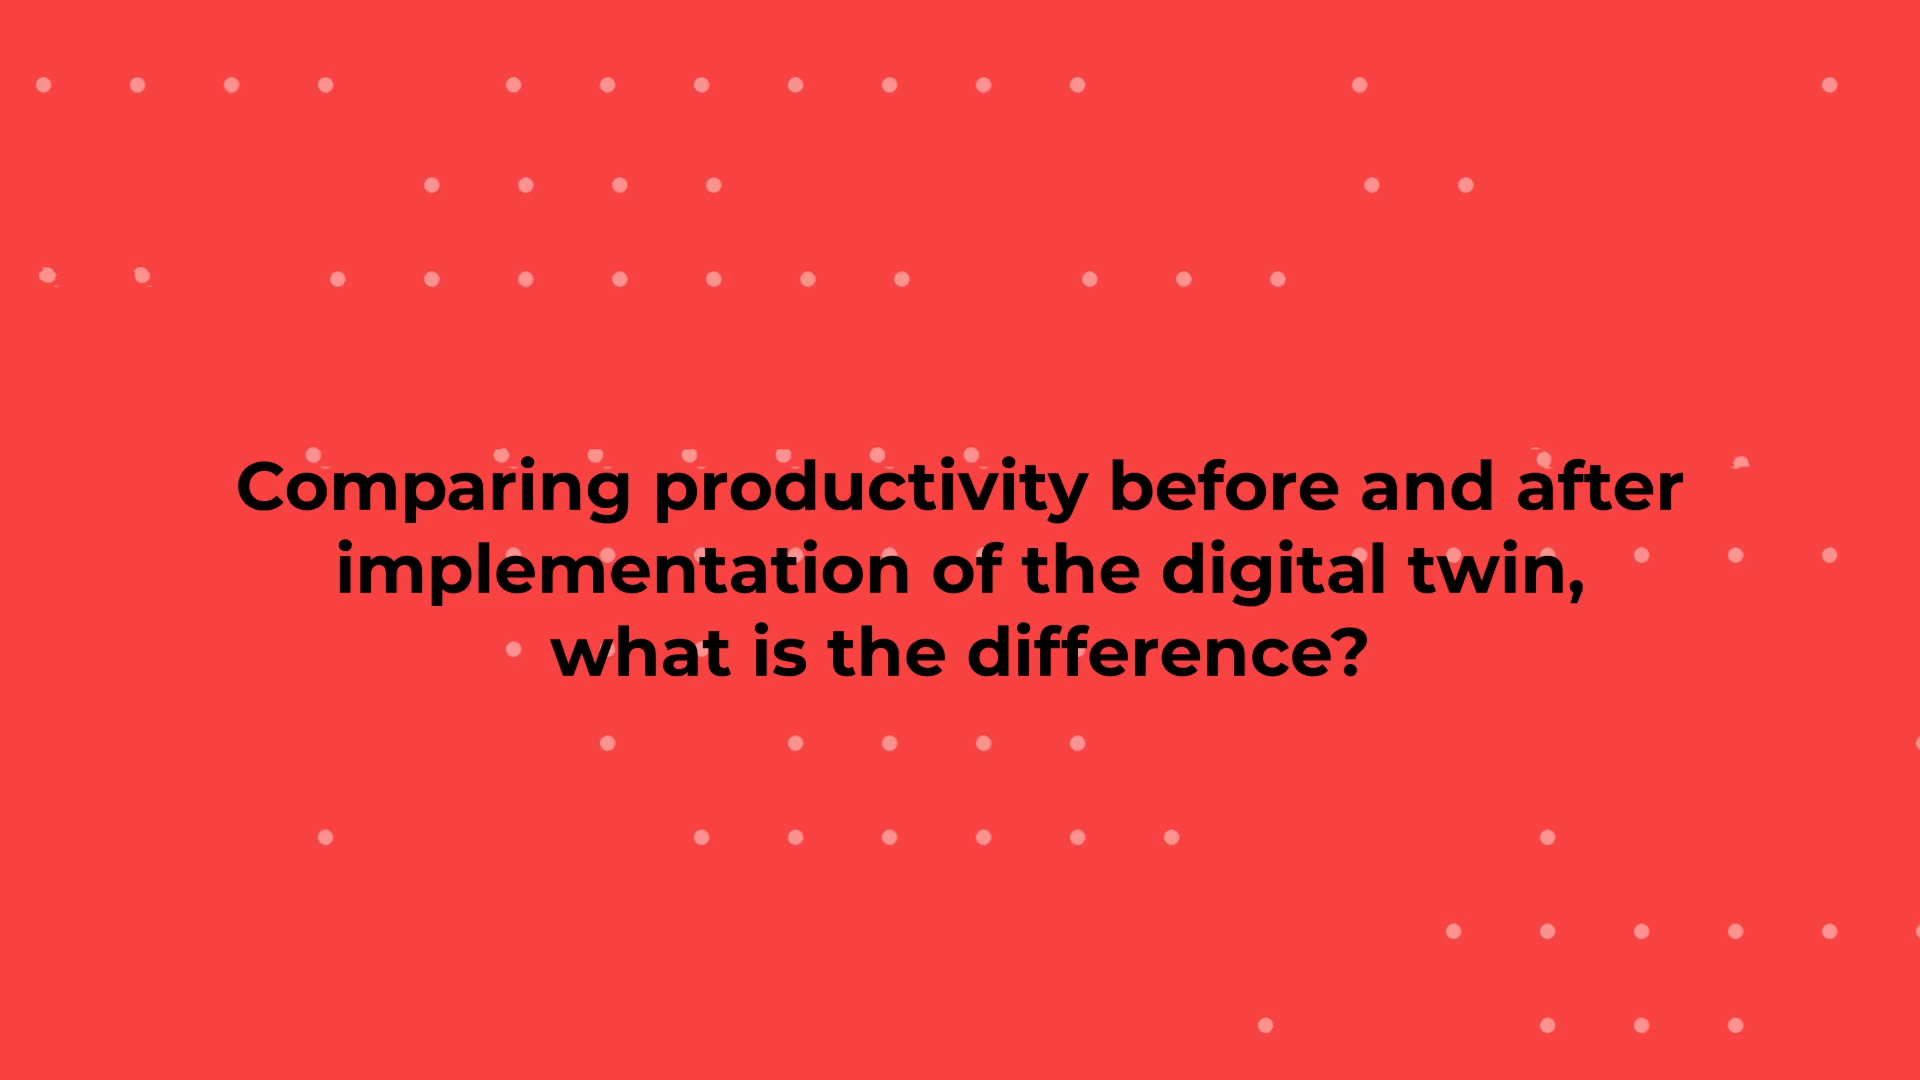 Comparing productivity before and after
implementation of the digital twin,
what is the difference?